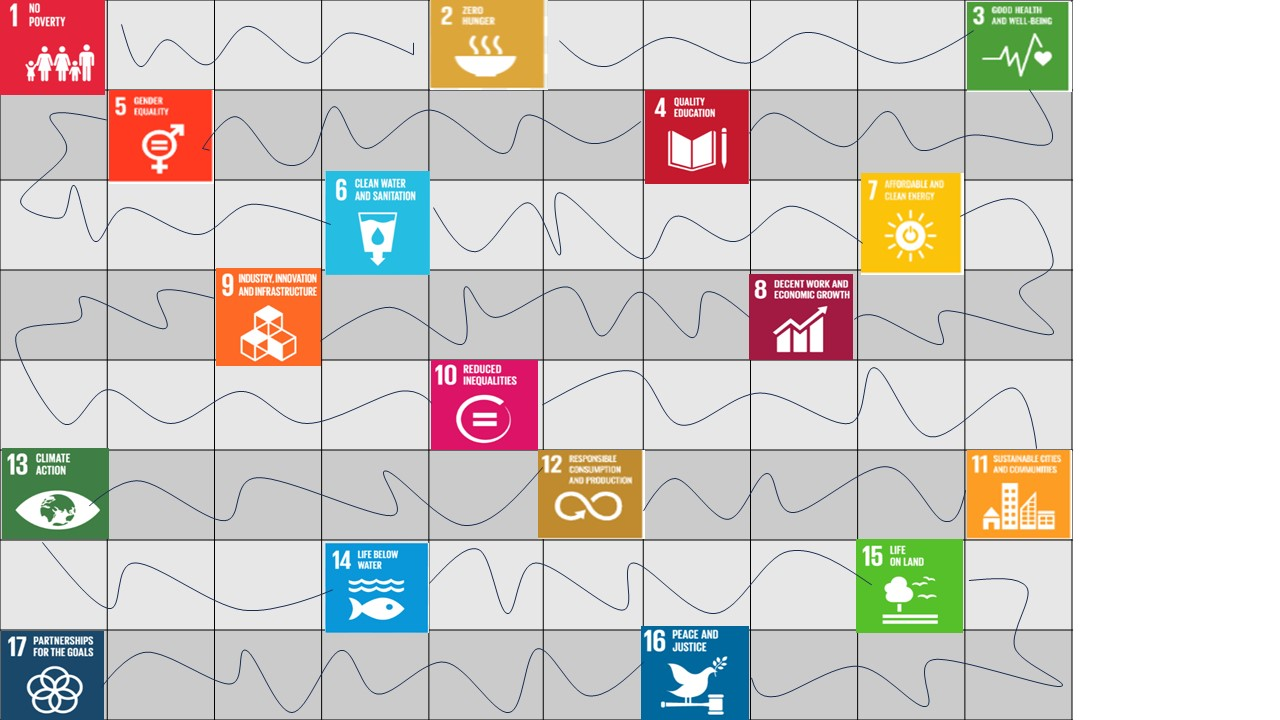 1 NO
POVERTY
2 ZERO
HUNGER
3 GOOD HEALTH
AND WELL-BEING
5 GENDER
EQUALITY
4 QUALITY
EDUCATION
6 CLEAN WATER
AND SANITATION
7 AFFORDABLE AND
CLEAN ENERGY
9 INDUSTRY, INNOVATION
AND INFRASTRUCTURE
8 DECENT WORK AND
ECONOMIC GROWTH
10 REDUCED
INEQUALITIES
13 CLIMATE
ACTION
12 RESPONSIBLE
CONSUMPTION
AND PRODUCTION
11 SUSTAINABLE CITIES
AND COMMUNITIES
14 LIFE BELOW
WATER
15 LIFE
ON LAND
17 PARTNERSHIPS
FOR THE GOALS
16 PEACE AND
JUSTICE